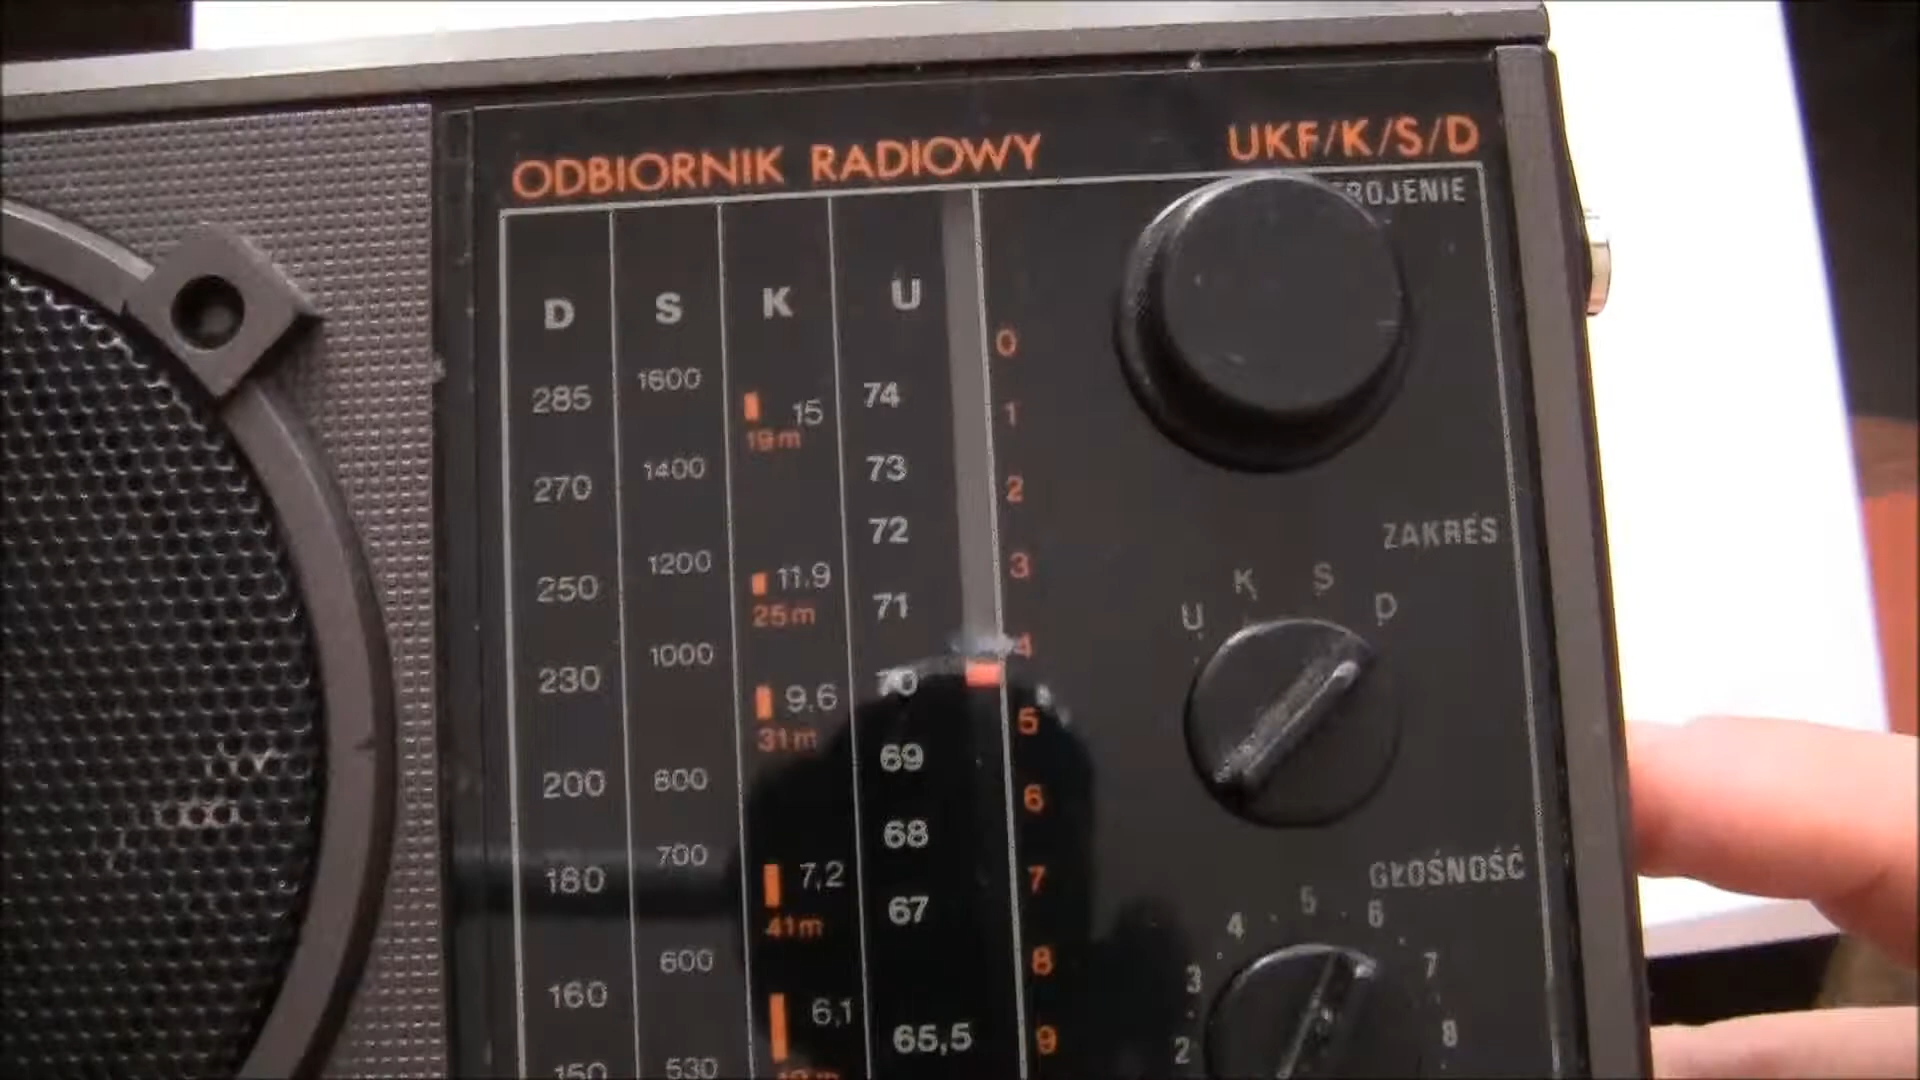 ODBIORNIK RADIOWY UKF/K/S/D
D S K U
0
285 1600 15 74 1
19m
270 1400 73 2
72
250 1200 11.9 71 3
25m
230 1000 9,6 70 4
31m
5
200 800 69 6
68
180 700 7,2 67 7
41m
160 600 8
6,1 65,5 9
150 530
ZAKRES
U K S D
GŁOŚNOŚĆ
2 3 4 5 6 7 8